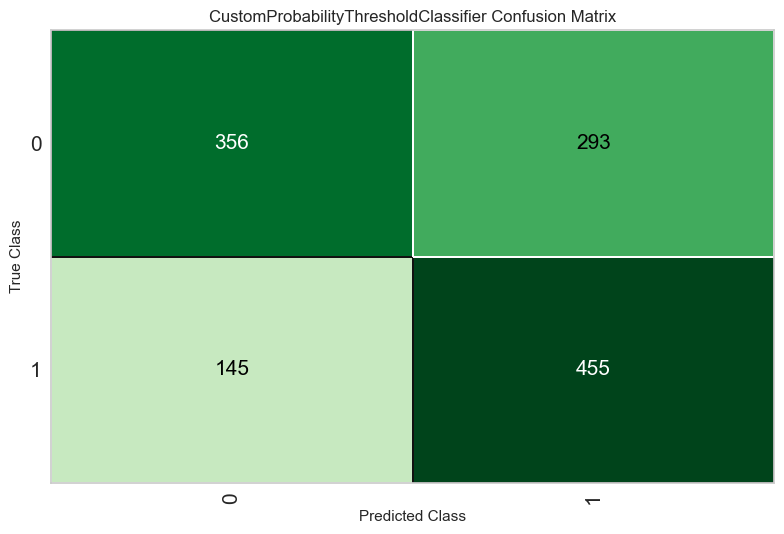 CustomProbabilityThresholdClassifier Confusion Matrix
True Class
0
356
293
1
145
455
0
1
Predicted Class